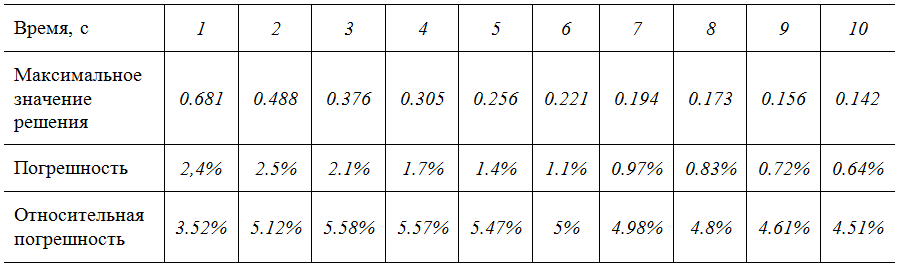 Время, с 1 2 3 4 5 6 7 8 9 10
Максимальное
значение
решения
0.681 0.488 0.376 0.305 0.256 0.221 0.194 0.173 0.156 0.142
Погрешность 2,4% 2.5% 2.1% 1.7% 1.4% 1.1% 0.97% 0.83% 0.72% 0.64%
Относительная
погрешность
3.52% 5.12% 5.58% 5.57% 5.47% 5% 4.98% 4.8% 4.61% 4.51%